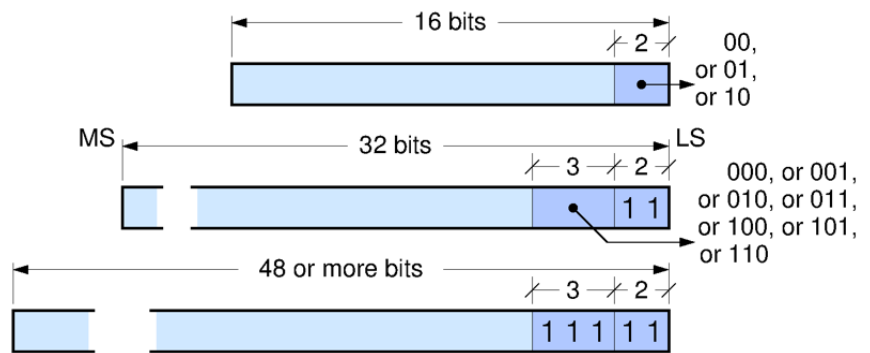 16 bits
2
00,
or 01,
or 10
MS
32 bits
LS
3
2
000, or 001,
or 010, or 011,
or 100, or 101,
or 110
1 1
48 or more bits
3
2
1 1 1 1 1